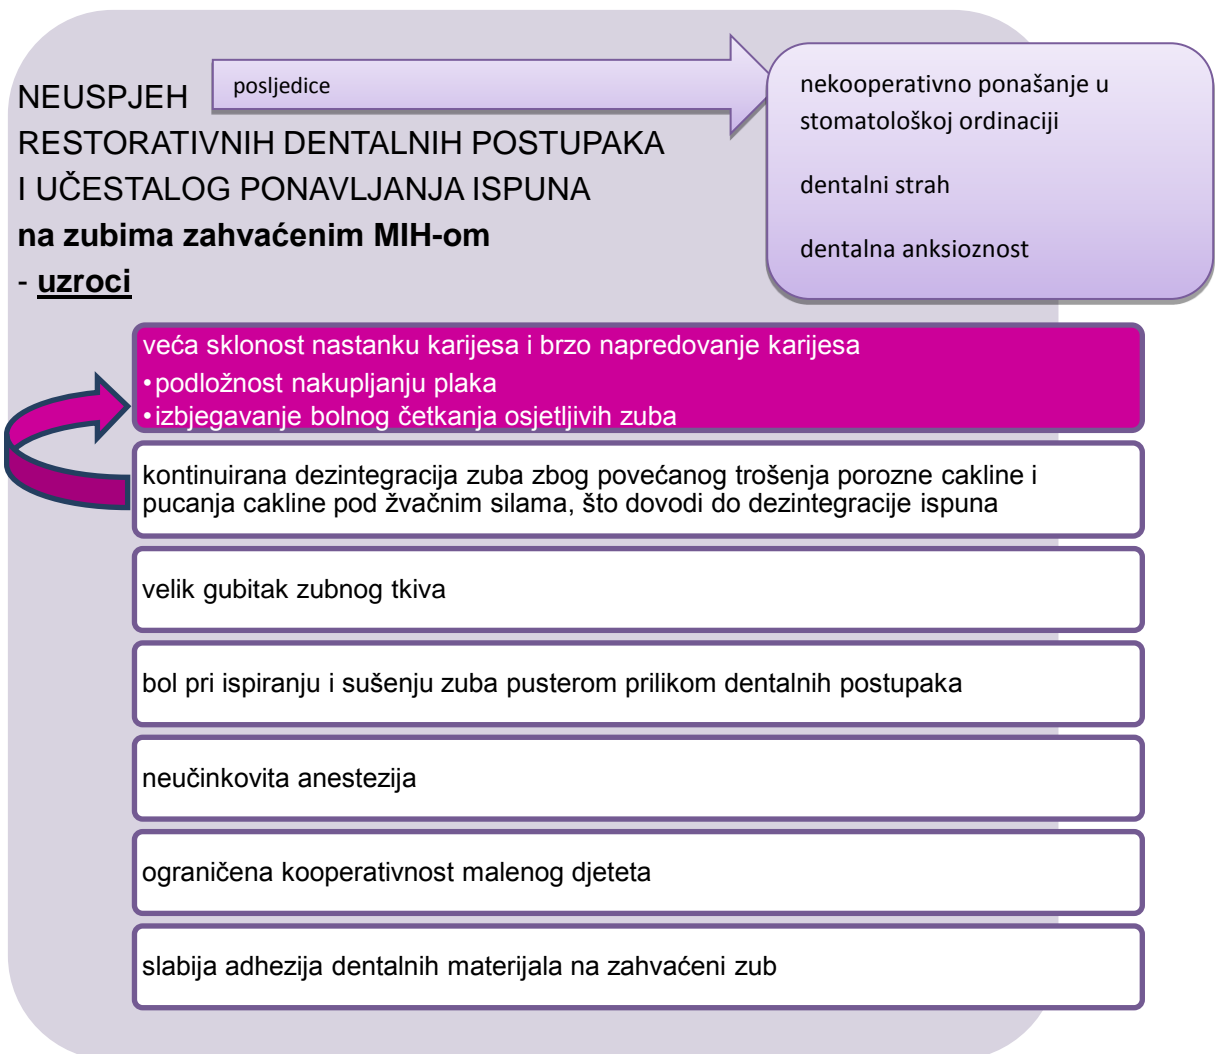 NEUSPJEH
posljedice
RESTORATIVNIH DENTALNIH POSTUPAKA
I UČESTALOG PONAVLJANJA ISPUNA
na zubima zahvaćenim MIH-om
- uzroci
nekooperativno ponašanje u
stomatološkoj ordinaciji
dentalni strah
dentalna anksioznost
veća sklonost nastanku karijesa i brzo napredovanje karijesa
•podložnost nakupljanju plaka
•izbjegavanje bolnog četkanja osjetljivih zuba
kontinuirana dezintegracija zuba zbog povećanog trošenja porozne cakline i
pucanja cakline pod žvačnim silama, što dovodi do dezintegracije ispuna
velik gubitak zubnog tkiva
bol pri ispiranju i sušenju zuba pusterom prilikom dentalnih postupaka
neučinkovita anestezija
ograničena kooperativnost malenog djeteta
slabija adhezija dentalnih materijala na zahvaćeni zub